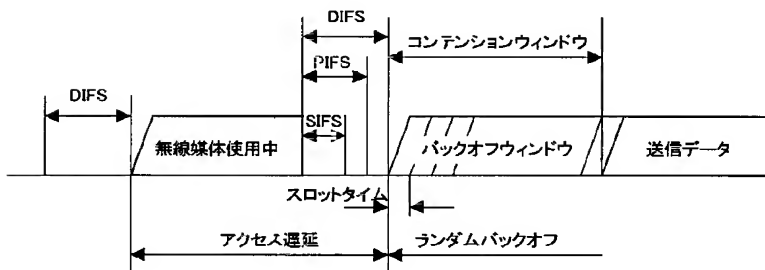 DIFS
コンテンションウィンドウ
PIFS
DIFS
SIFS
無線媒体使用中
バックオフウィンドウ
送信データ
スロットタイム
アクセス遅延
ランダムバックオフ